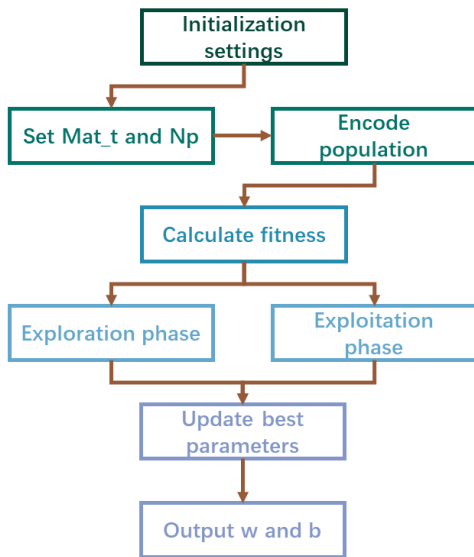 Initialization
settings
Set Mat_t and Np
Encode
population
Calculate fitness
Exploration phase
Exploitation
phase
Update best
parameters
Output w and b